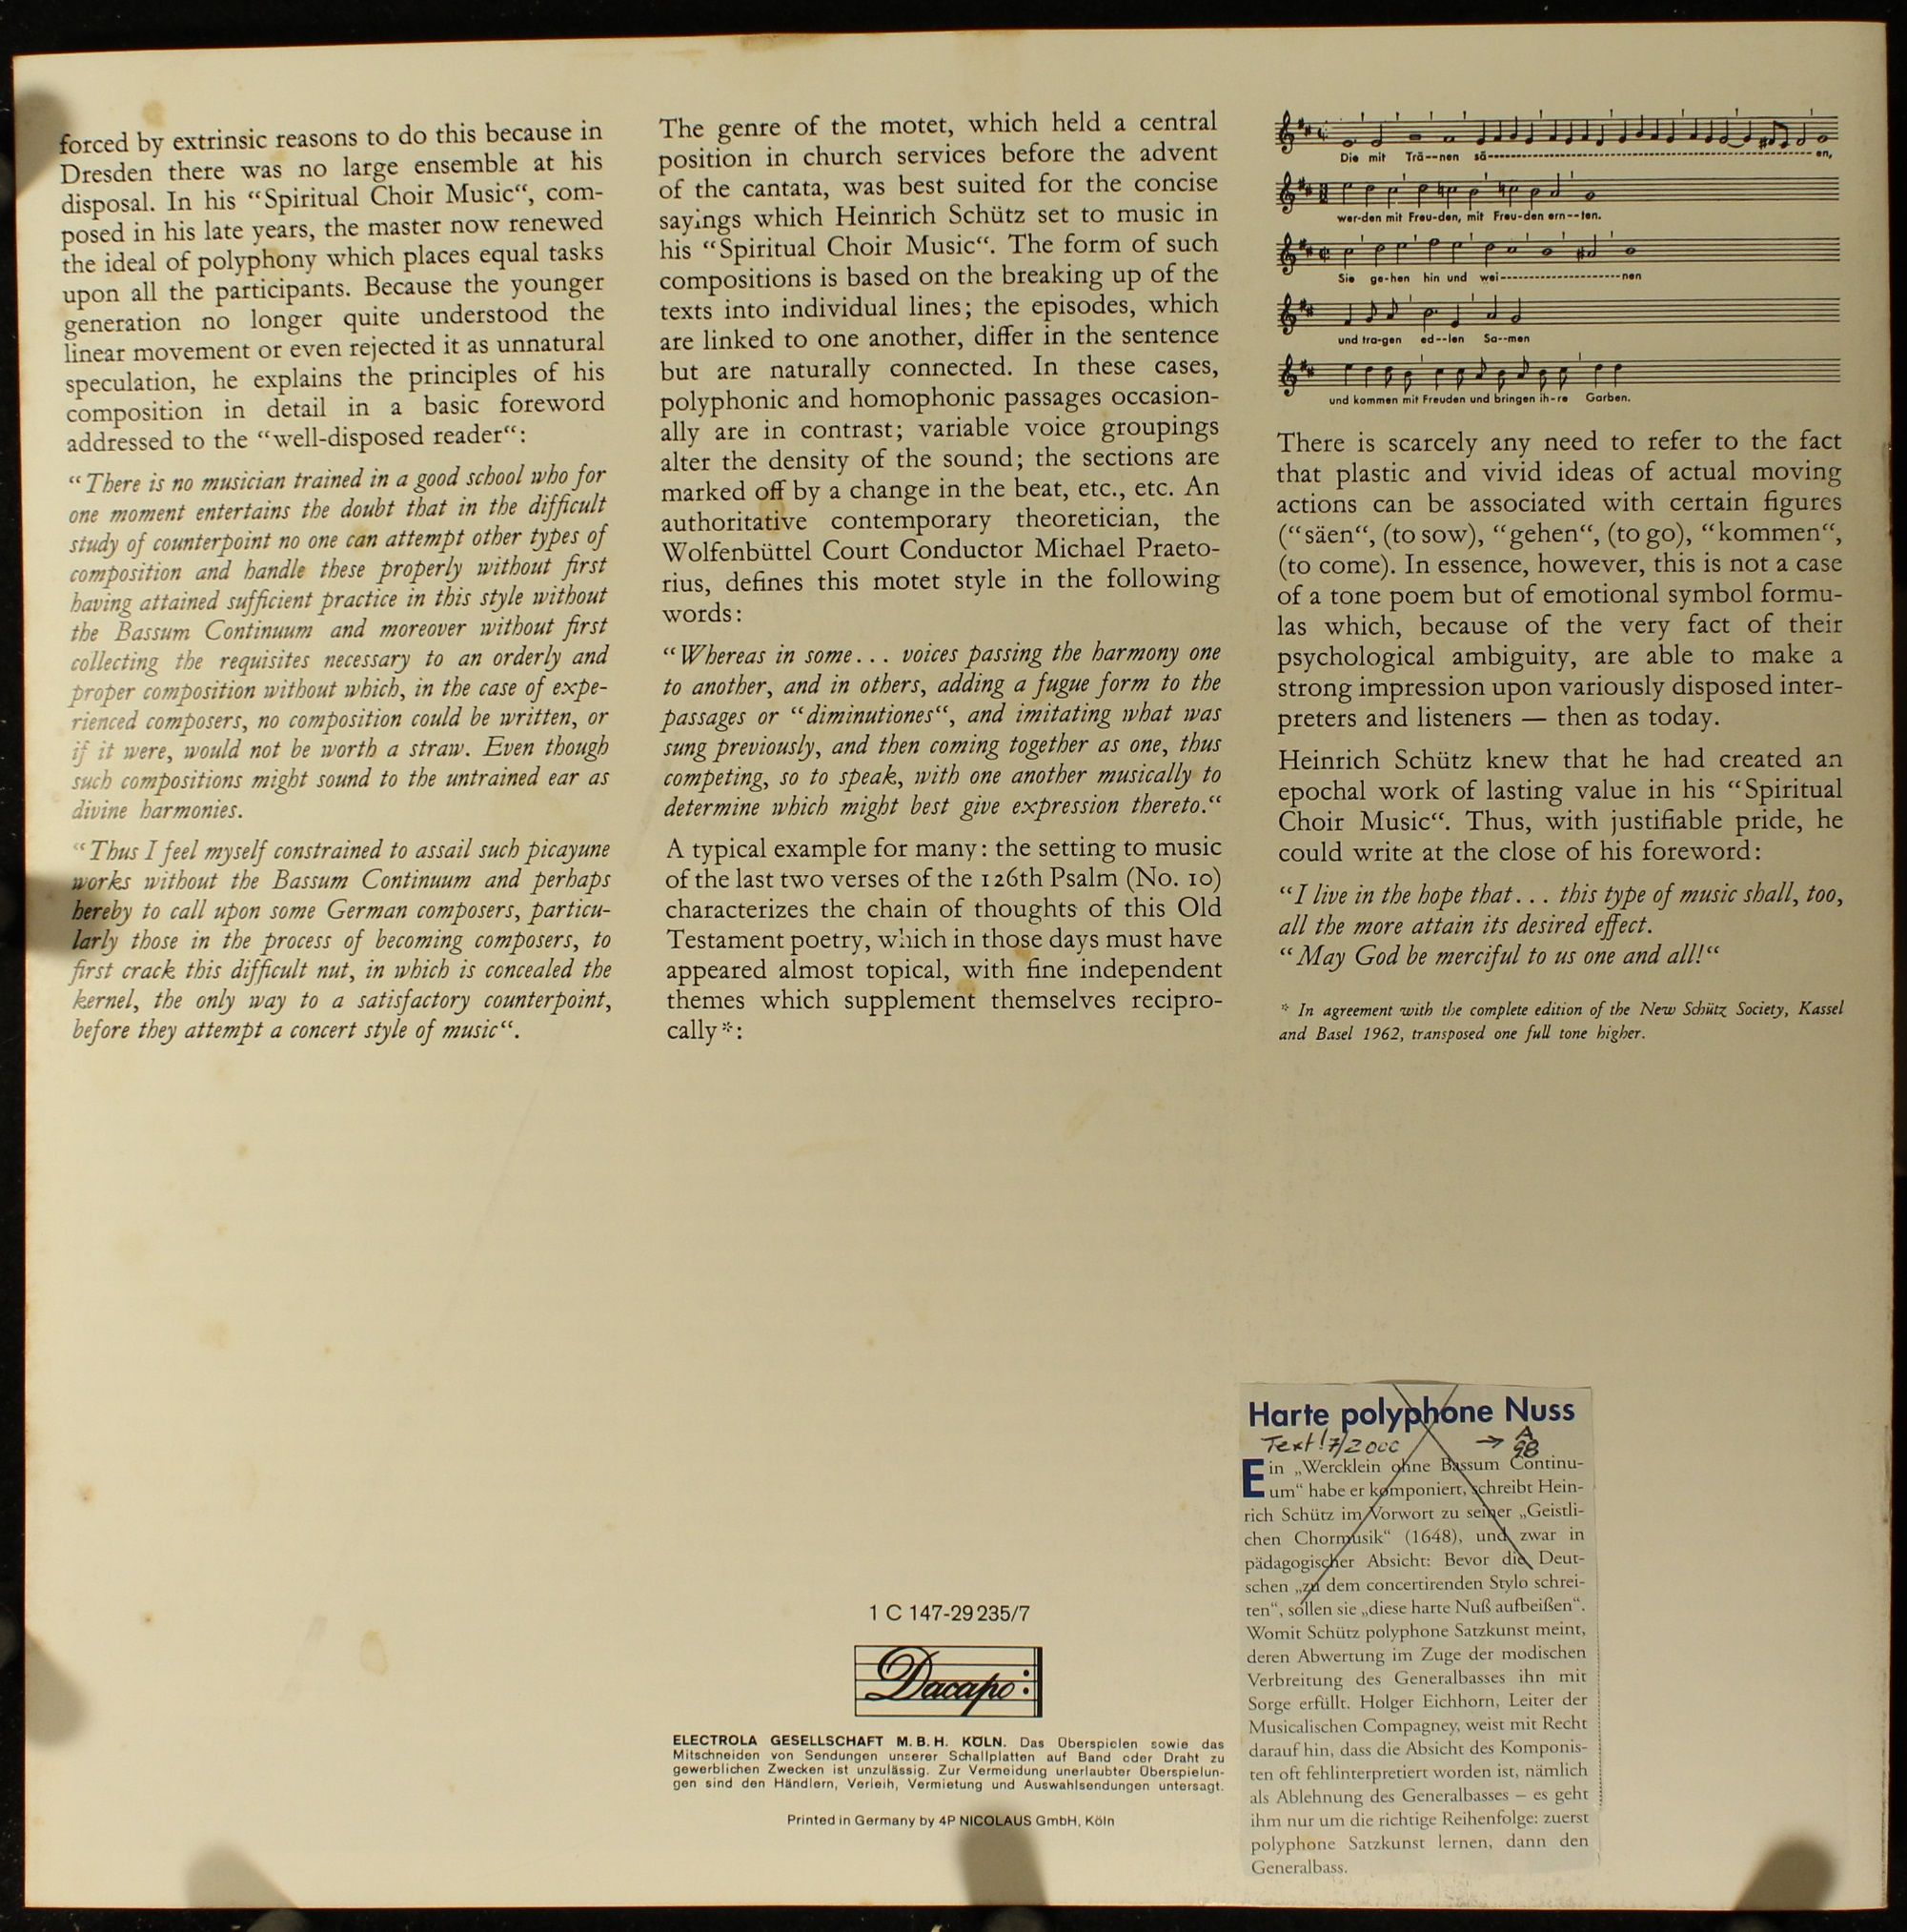 forced by extrinsic reasons to do this because in
Dresden there was no large ensemble at his
disposal. In his “Spiritual Choir Music“, com-
posed in his late years, the master now renewed
the ideal of polyphony which places equal tasks
upon all the participants. Because the younger
generation no longer quite understood the
linear movement or even rejected it as unnatural
speculation, he explains the principles of his
composition in detail in a basic foreword
addressed to the “well-disposed reader“:
“There is no musician trained in a good school who for
one moment entertains the doubt that in the difficult
study of counterpoint no one can attempt other types of
composition and handle these properly without first
having attained sufficient practice in this style without
the Bassum Continuum and moreover without first
collecting the requisites necessary to an orderly and
proper composition without which, in the case of expe-
rienced composers, no composition could be written, or
if it were, would not be worth a straw. Even though
such compositions might sound to the untrained ear as
divine harmonies.
“Thus I feel myself constrained to assail such picayune
works without the Bassum Continuum and perhaps
hereby to call upon some German composers, particu-
larly those in the process of becoming composers, to
first crack this difficult nut, in which is concealed the
kernel, the only way to a satisfactory counterpoint,
before they attempt a concert style of music“.
The genre of the motet, which held a central
position in church services before the advent
of the cantata, was best suited for the concise
sayings which Heinrich Schütz set to music in
his “Spiritual Choir Music“. The form of such
compositions is based on the breaking up of the
texts into individual lines; the episodes, which
are linked to one another, differ in the sentence
but are naturally connected. In these cases,
polyphonic and homophonic passages occasion-
ally are in contrast; variable voice groupings
alter the density of the sound; the sections are
marked off by a change in the beat, etc., etc. An
authoritative contemporary theoretician, the
Wolfenbüttel Court Conductor Michael Praeto-
rius, defines this motet style in the following
words:
“Whereas in some... voices passing the harmony one
to another, and in others, adding a fugue form to the
passages or “diminutiones“, and imitating what was
sung previously, and then coming together as one, thus
competing, so to speak, with one another musically to
determine which might best give expression thereto.“
A typical example for many: the setting to music
of the last two verses of the 126th Psalm (No. 10)
characterizes the chain of thoughts of this Old
Testament poetry, which in those days must have
appeared almost topical, with fine independent
themes which supplement themselves recipro-
cally*:
Die mit Trä--nen sä-------------------------------------------------------- en,
wer-den mit Freu-den, mit Freu-den ern--ten.
Sie ge-hen hin und wei---------------------nen
und tra-gen ed--len Sa--men
und kommen mit Freuden und bringen ih-re Garben.
There is scarcely any need to refer to the fact
that plastic and vivid ideas of actual moving
actions can be associated with certain figures
(“säen“, (to sow), “gehen“, (to go), “kommen“,
(to come). In essence, however, this is not a case
of a tone poem but of emotional symbol formu-
las which, because of the very fact of their
psychological ambiguity, are able to make a
strong impression upon variously disposed inter-
preters and listeners — then as today.
Heinrich Schütz knew that he had created an
epochal work of lasting value in his “Spiritual
Choir Music“. Thus, with justifiable pride, he
could write at the close of his foreword:
“I live in the hope that... this type of music shall, too,
all the more attain its desired effect.
“May God be merciful to us one and all!“
* In agreement with the complete edition of the New Schütz Society, Kassel
and Basel 1962, transposed one full tone higher.
1 C 147-29 235/7
Dacapo
ELECTROLA GESELLSCHAFT M. B. H. KÖLN. Das Überspielen sowie das
Mitschneiden von Sendungen unserer Schallplatten auf Band oder Draht zu
gewerblichen Zwecken ist unzulässig. Zur Vermeidung unerlaubter Überspielun-
gen sind den Händlern, Verleih, Vermietung und Auswahlsendungen untersagt.
Printed in Germany by 4P NICOLAUS GmbH, Köln
Harte polyphone Nuss
Text! 7/2000 → A
98
Ein „Wercklein ohne Bassum Continu-
um“ habe er komponiert, schreibt Hein-
rich Schütz im Vorwort zu seiner „Geistli-
chen Chormusik“ (1648), und zwar in
pädagogischer Absicht: Bevor die Deut-
schen „zu dem concertirenden Stylo schrei-
ten“, sollen sie „diese harte Nuß aufbeißen“.
Womit Schütz polyphone Satzkunst meint,
deren Abwertung im Zuge der modischen
Verbreitung des Generalbasses ihn mit
Sorge erfüllt. Holger Eichhorn, Leiter der
Musicalischen Compagney, weist mit Recht
darauf hin, dass die Absicht des Komponis-
ten oft fehlinterpretiert worden ist, nämlich
als Ablehnung des Generalbasses – es geht
ihm nur um die richtige Reihenfolge: zuerst
polyphone Satzkunst lernen, dann den
Generalbass.